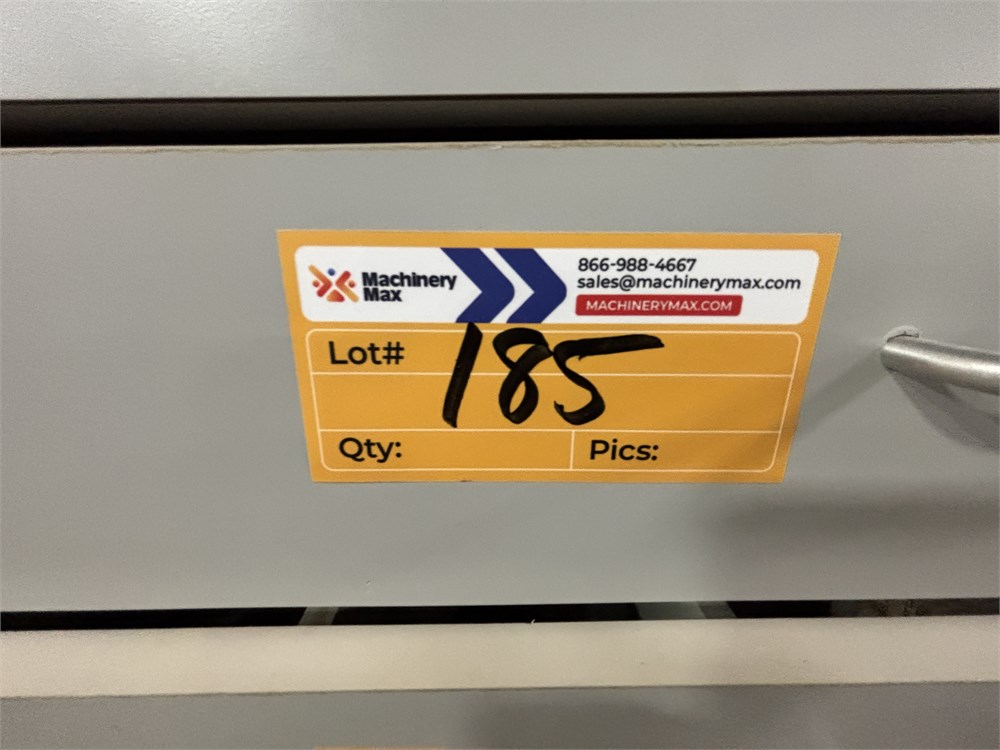 Machinery
Max
866-988-4667
sales@machinerymax.com
MACHINERYMAX.COM
Lot# 185
Qty:
Pics: